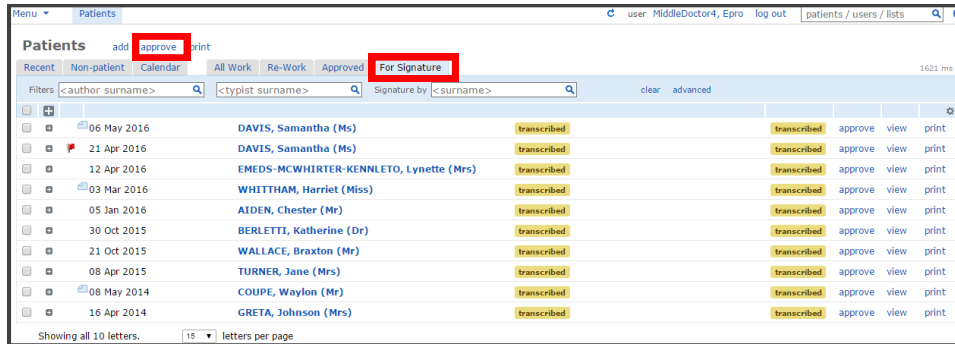 Menu Patients user MiddleDoctor4, Epro log out patients / users / lists
Patients add approve print
Recent Non-patient Calendar All Work Re-Work Approved For Signature 1621 ms
Filters <author surname> <typist surname> Signature by <surname> clear advanced
06 May 2016 DAVIS, Samantha (Ms) transcribed transcribed approve view print
21 Apr 2016 DAVIS, Samantha (Ms) transcribed transcribed approve view print
12 Apr 2016 EMEDS-MCWHIRTER-KENNLETO, Lynette (Mrs) transcribed transcribed approve view print
03 Mar 2016 WHITTHAM, Harriet (Miss) transcribed transcribed approve view print
05 Jan 2016 AIDEN, Chester (Mr) transcribed transcribed approve view print
30 Oct 2015 BERLETTI, Katherine (Dr) transcribed transcribed approve view print
21 Oct 2015 WALLACE, Braxton (Mr) transcribed transcribed approve view print
08 Apr 2015 TURNER, Jane (Mrs) transcribed transcribed approve view print
08 May 2014 COUPE, Waylon (Mr) transcribed transcribed approve view print
16 Apr 2014 GRETA, Johnson (Mrs) transcribed transcribed approve view print
Showing all 10 letters. 15 letters per page